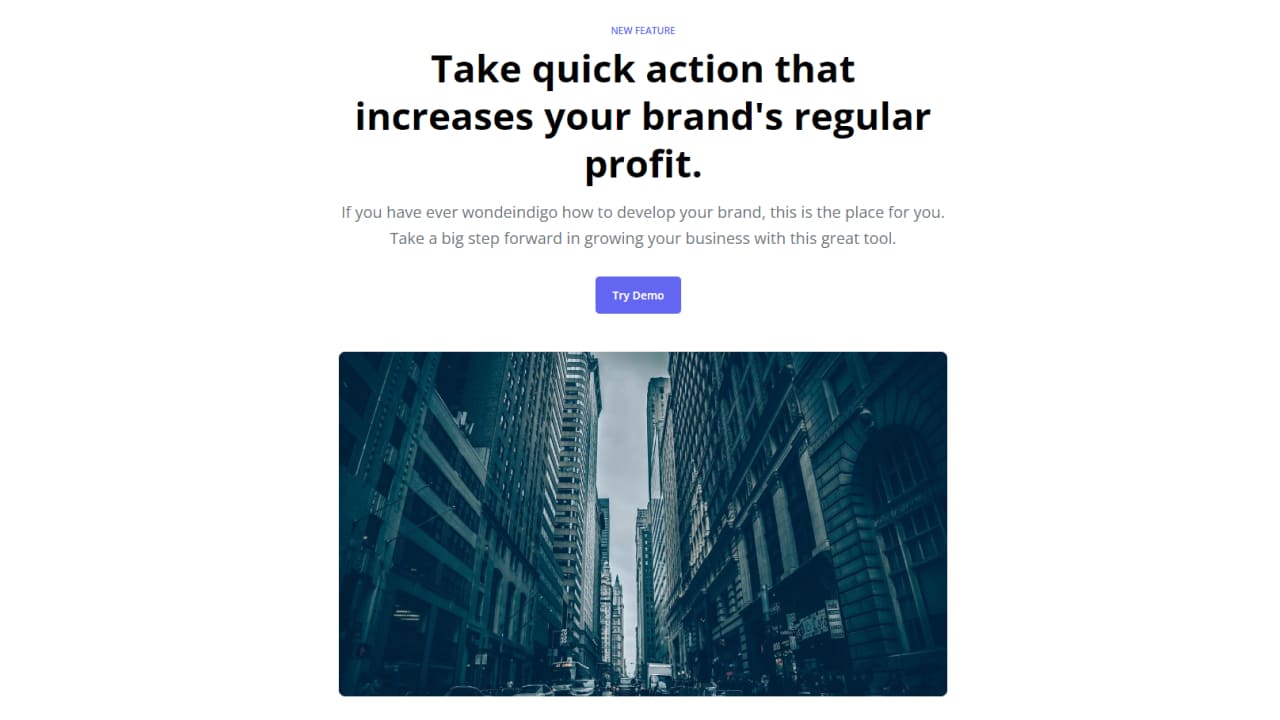 NEW FEATURE
Take quick action that
increases your brand's regular
profit.
If you have ever wondeindigo how to develop your brand, this is the place for you.
Take a big step forward in growing your business with this great tool.
Try Demo